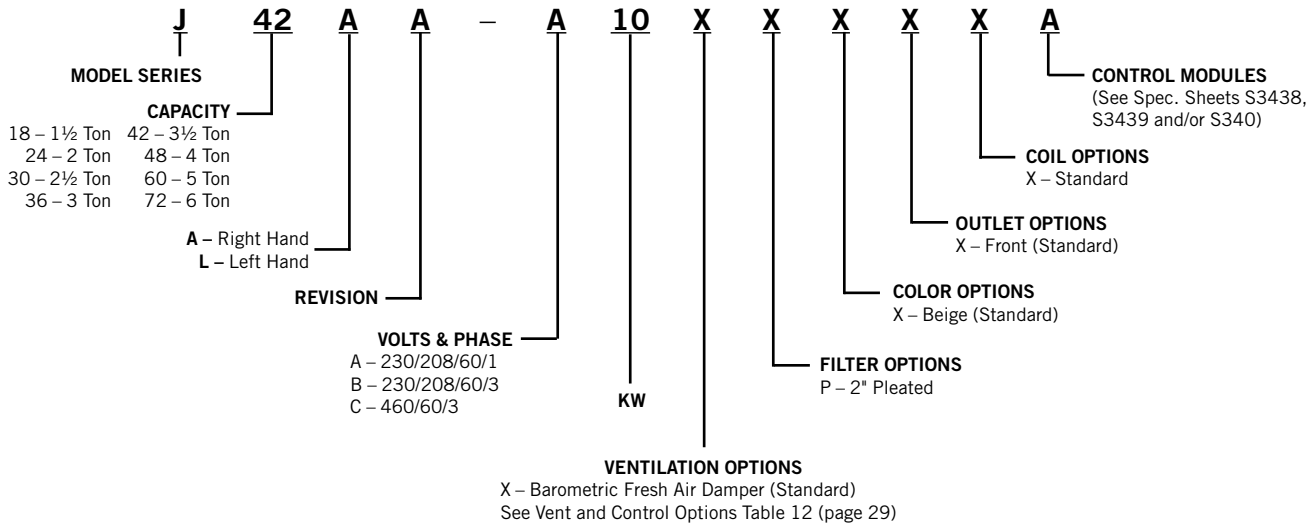 J 42 A A – A 10 X X X X X A
MODEL SERIES
CAPACITY
18 – 1½ Ton 42 – 3½ Ton
24 – 2 Ton 48 – 4 Ton
30 – 2½ Ton 60 – 5 Ton
36 – 3 Ton 72 – 6 Ton
A – Right Hand
L – Left Hand
REVISION
VOLTS & PHASE
A – 230/208/60/1
B – 230/208/60/3
C – 460/60/3
KW
VENTILATION OPTIONS
X – Barometric Fresh Air Damper (Standard)
See Vent and Control Options Table 12 (page 29)
FILTER OPTIONS
P – 2" Pleated
COLOR OPTIONS
X – Beige (Standard)
OUTLET OPTIONS
X – Front (Standard)
COIL OPTIONS
X – Standard
CONTROL MODULES
(See Spec. Sheets S3438,
S3439 and/or S340)